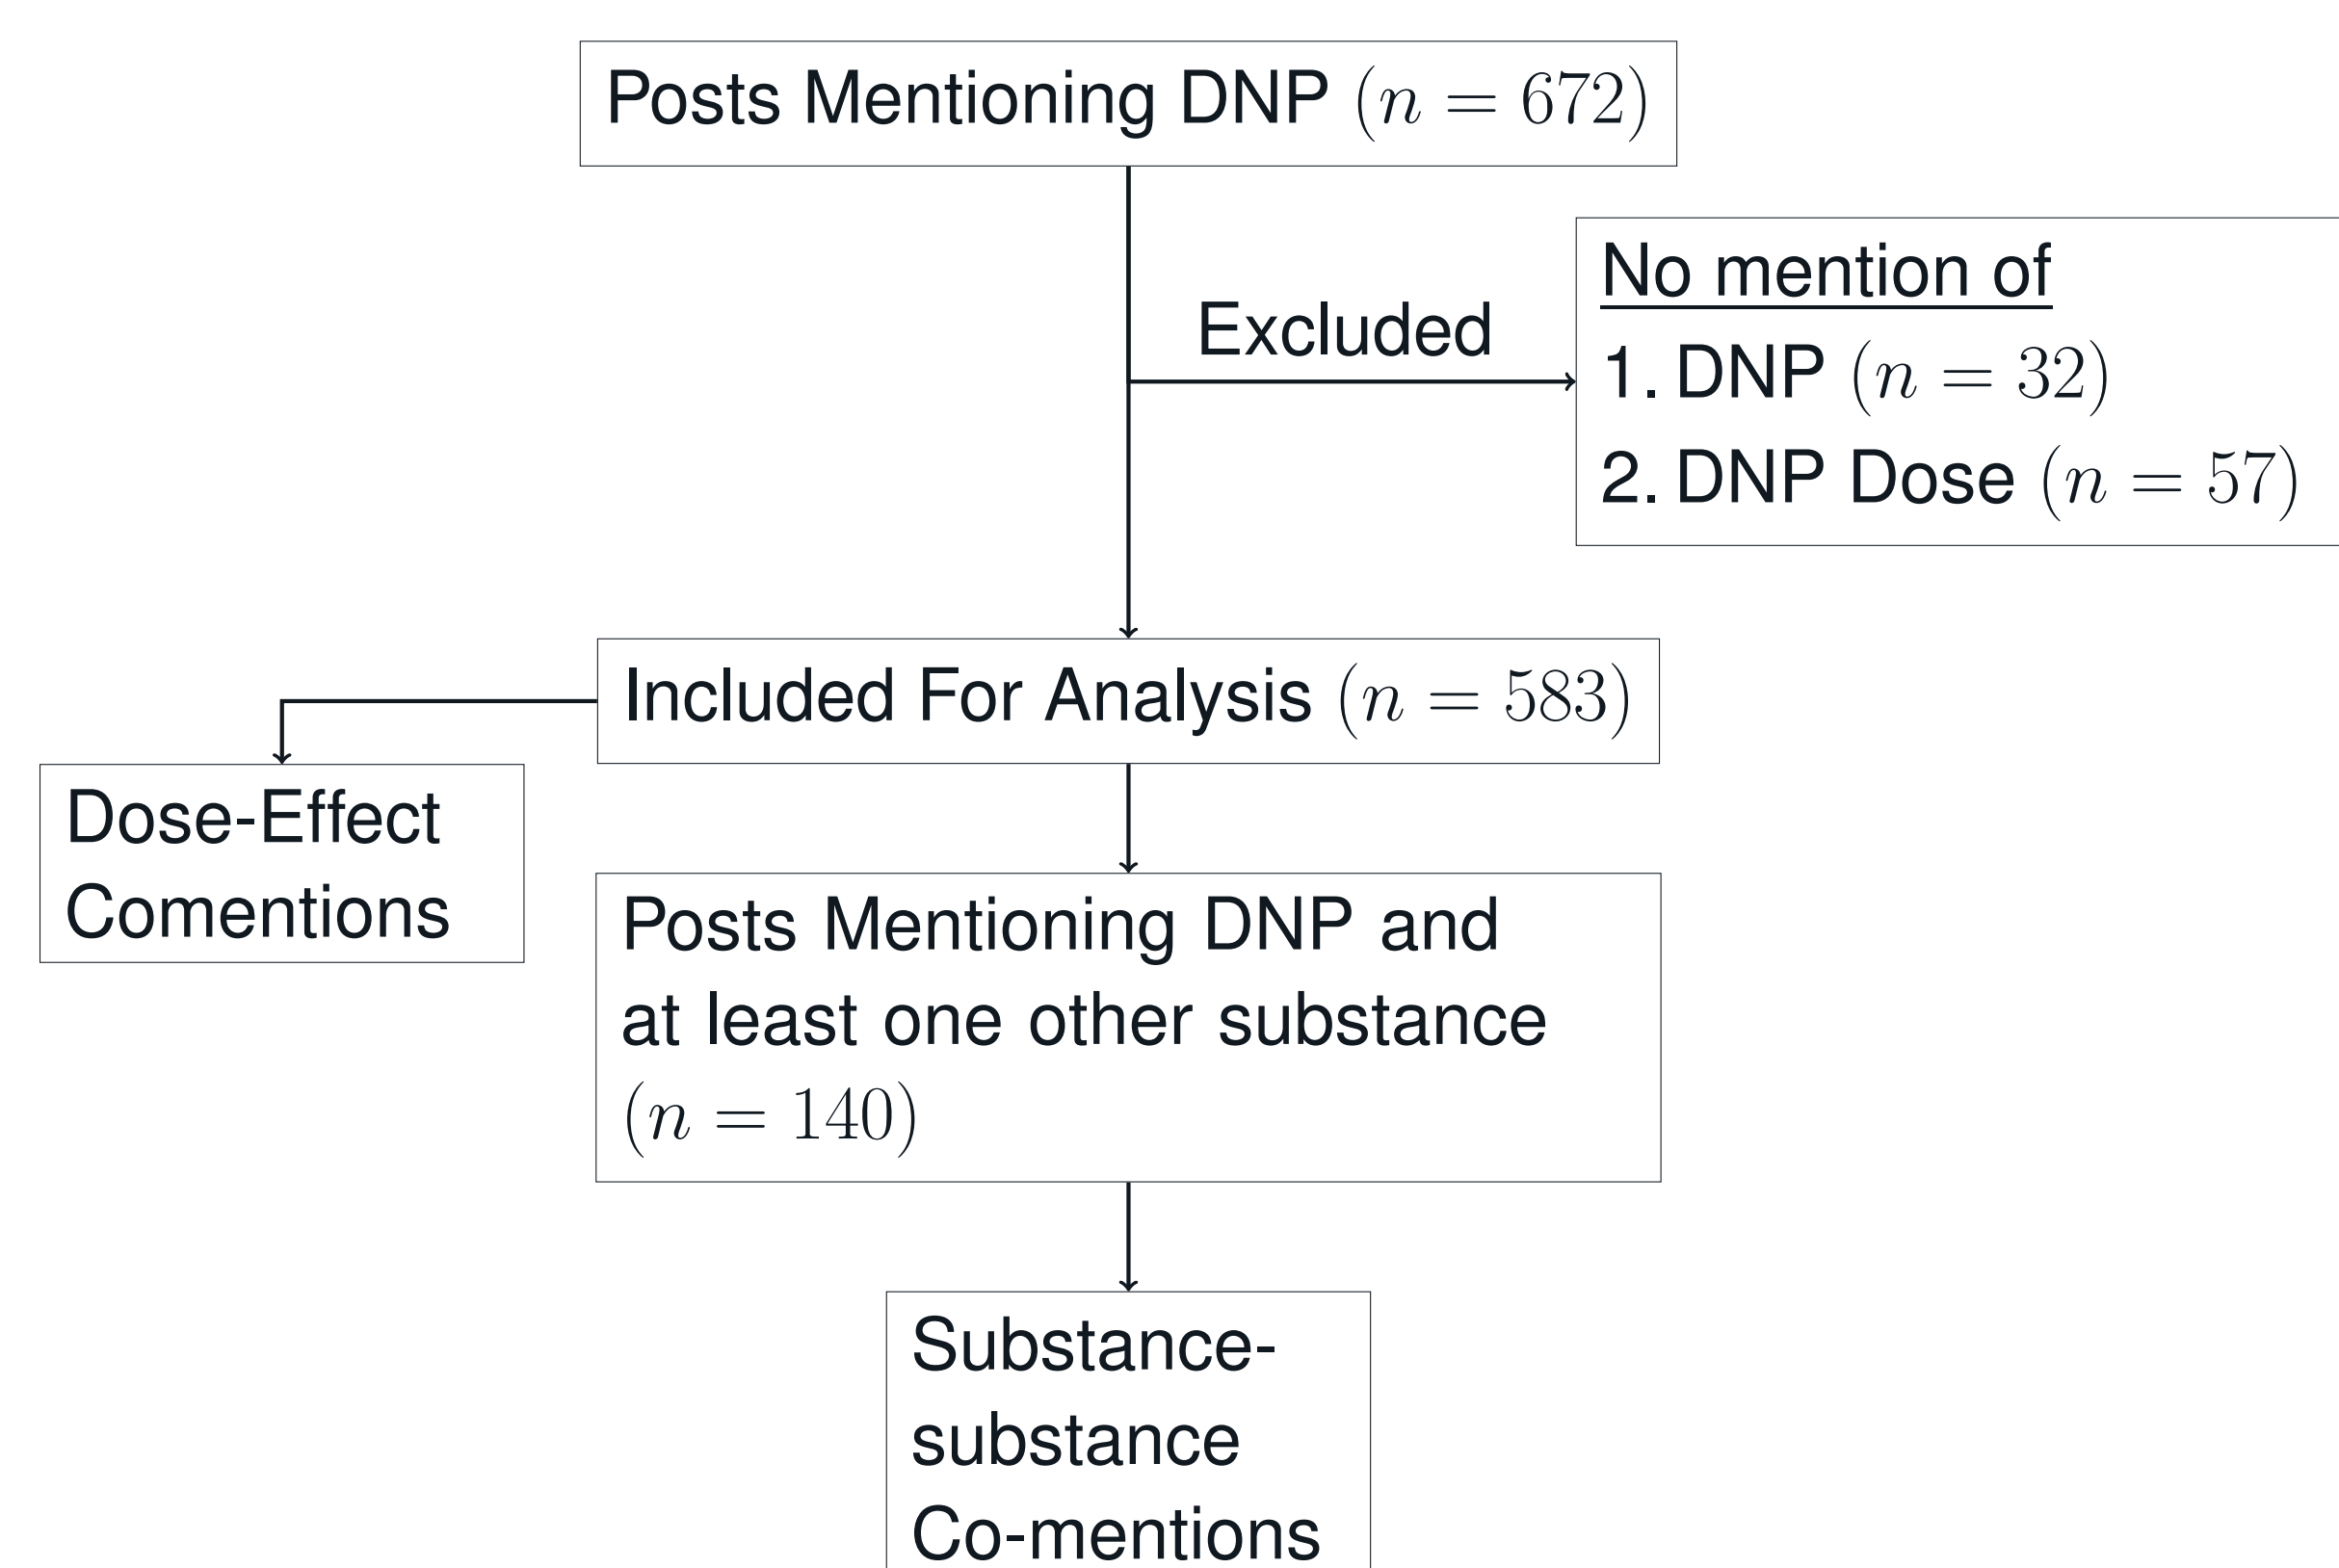 Posts Mentioning DNP (n = 672)
Excluded
No mention of
1. DNP (n = 32)
2. DNP Dose (n = 57)
Included For Analysis (n = 583)
Dose-Effect
Comentions
Posts Mentioning DNP and
at least one other substance
(n = 140)
Substance-
substance
Co-mentions